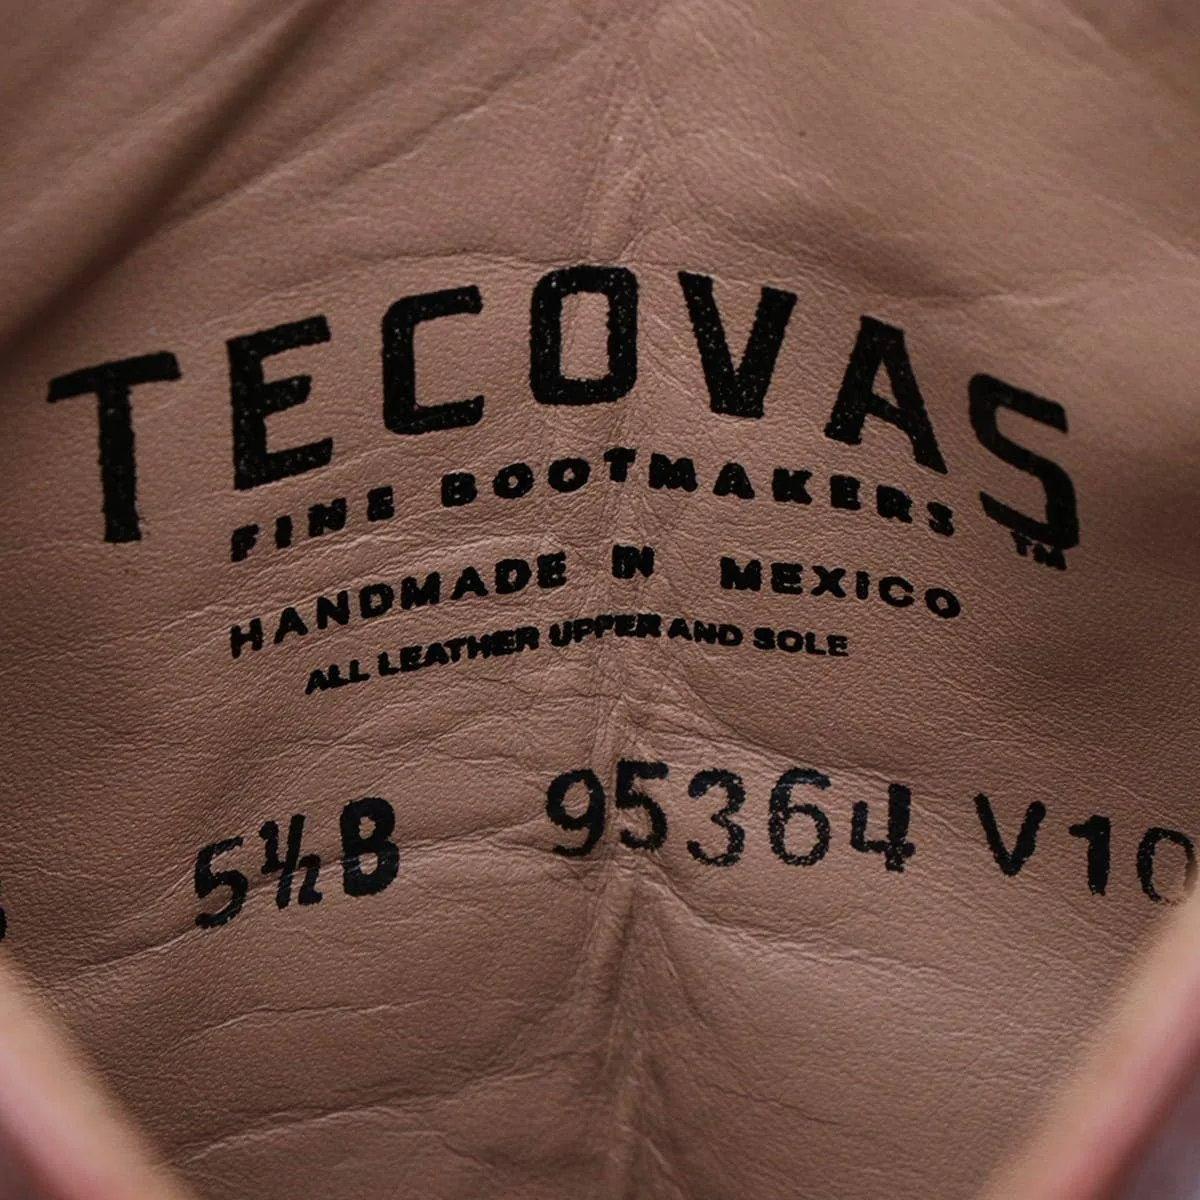 TECOVAS
FINE BOOTMAKERS ™
HANDMADE IN MEXICO
ALL LEATHER UPPER AND SOLE
5½B 95364 V10